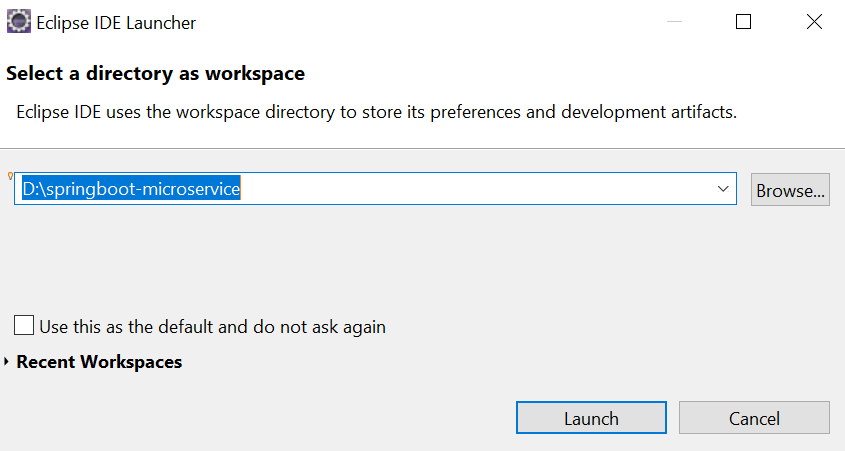 Eclipse IDE Launcher
Select a directory as workspace
Eclipse IDE uses the workspace directory to store its preferences and development artifacts.
D:\springboot-microservice
Browse...
Use this as the default and do not ask again
Recent Workspaces
Launch
Cancel